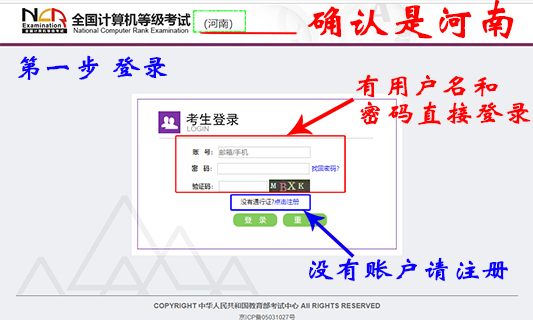 NCR
Examination
全国计算机等级考试
National Computer Rank Examination
(河南)
确认是河南
第一步 登录
有用户名和
密码直接登录
考生登录
LOGIN
账 号: 邮箱/手机
密 码: 找回密码?
验证码: MBXK
没有通行证?点击注册
登 录 重
没有账户请注册
COPYRIGHT 中华人民共和国教育部考试中心 All RIGHTS RESERVED
京ICP备05031027号